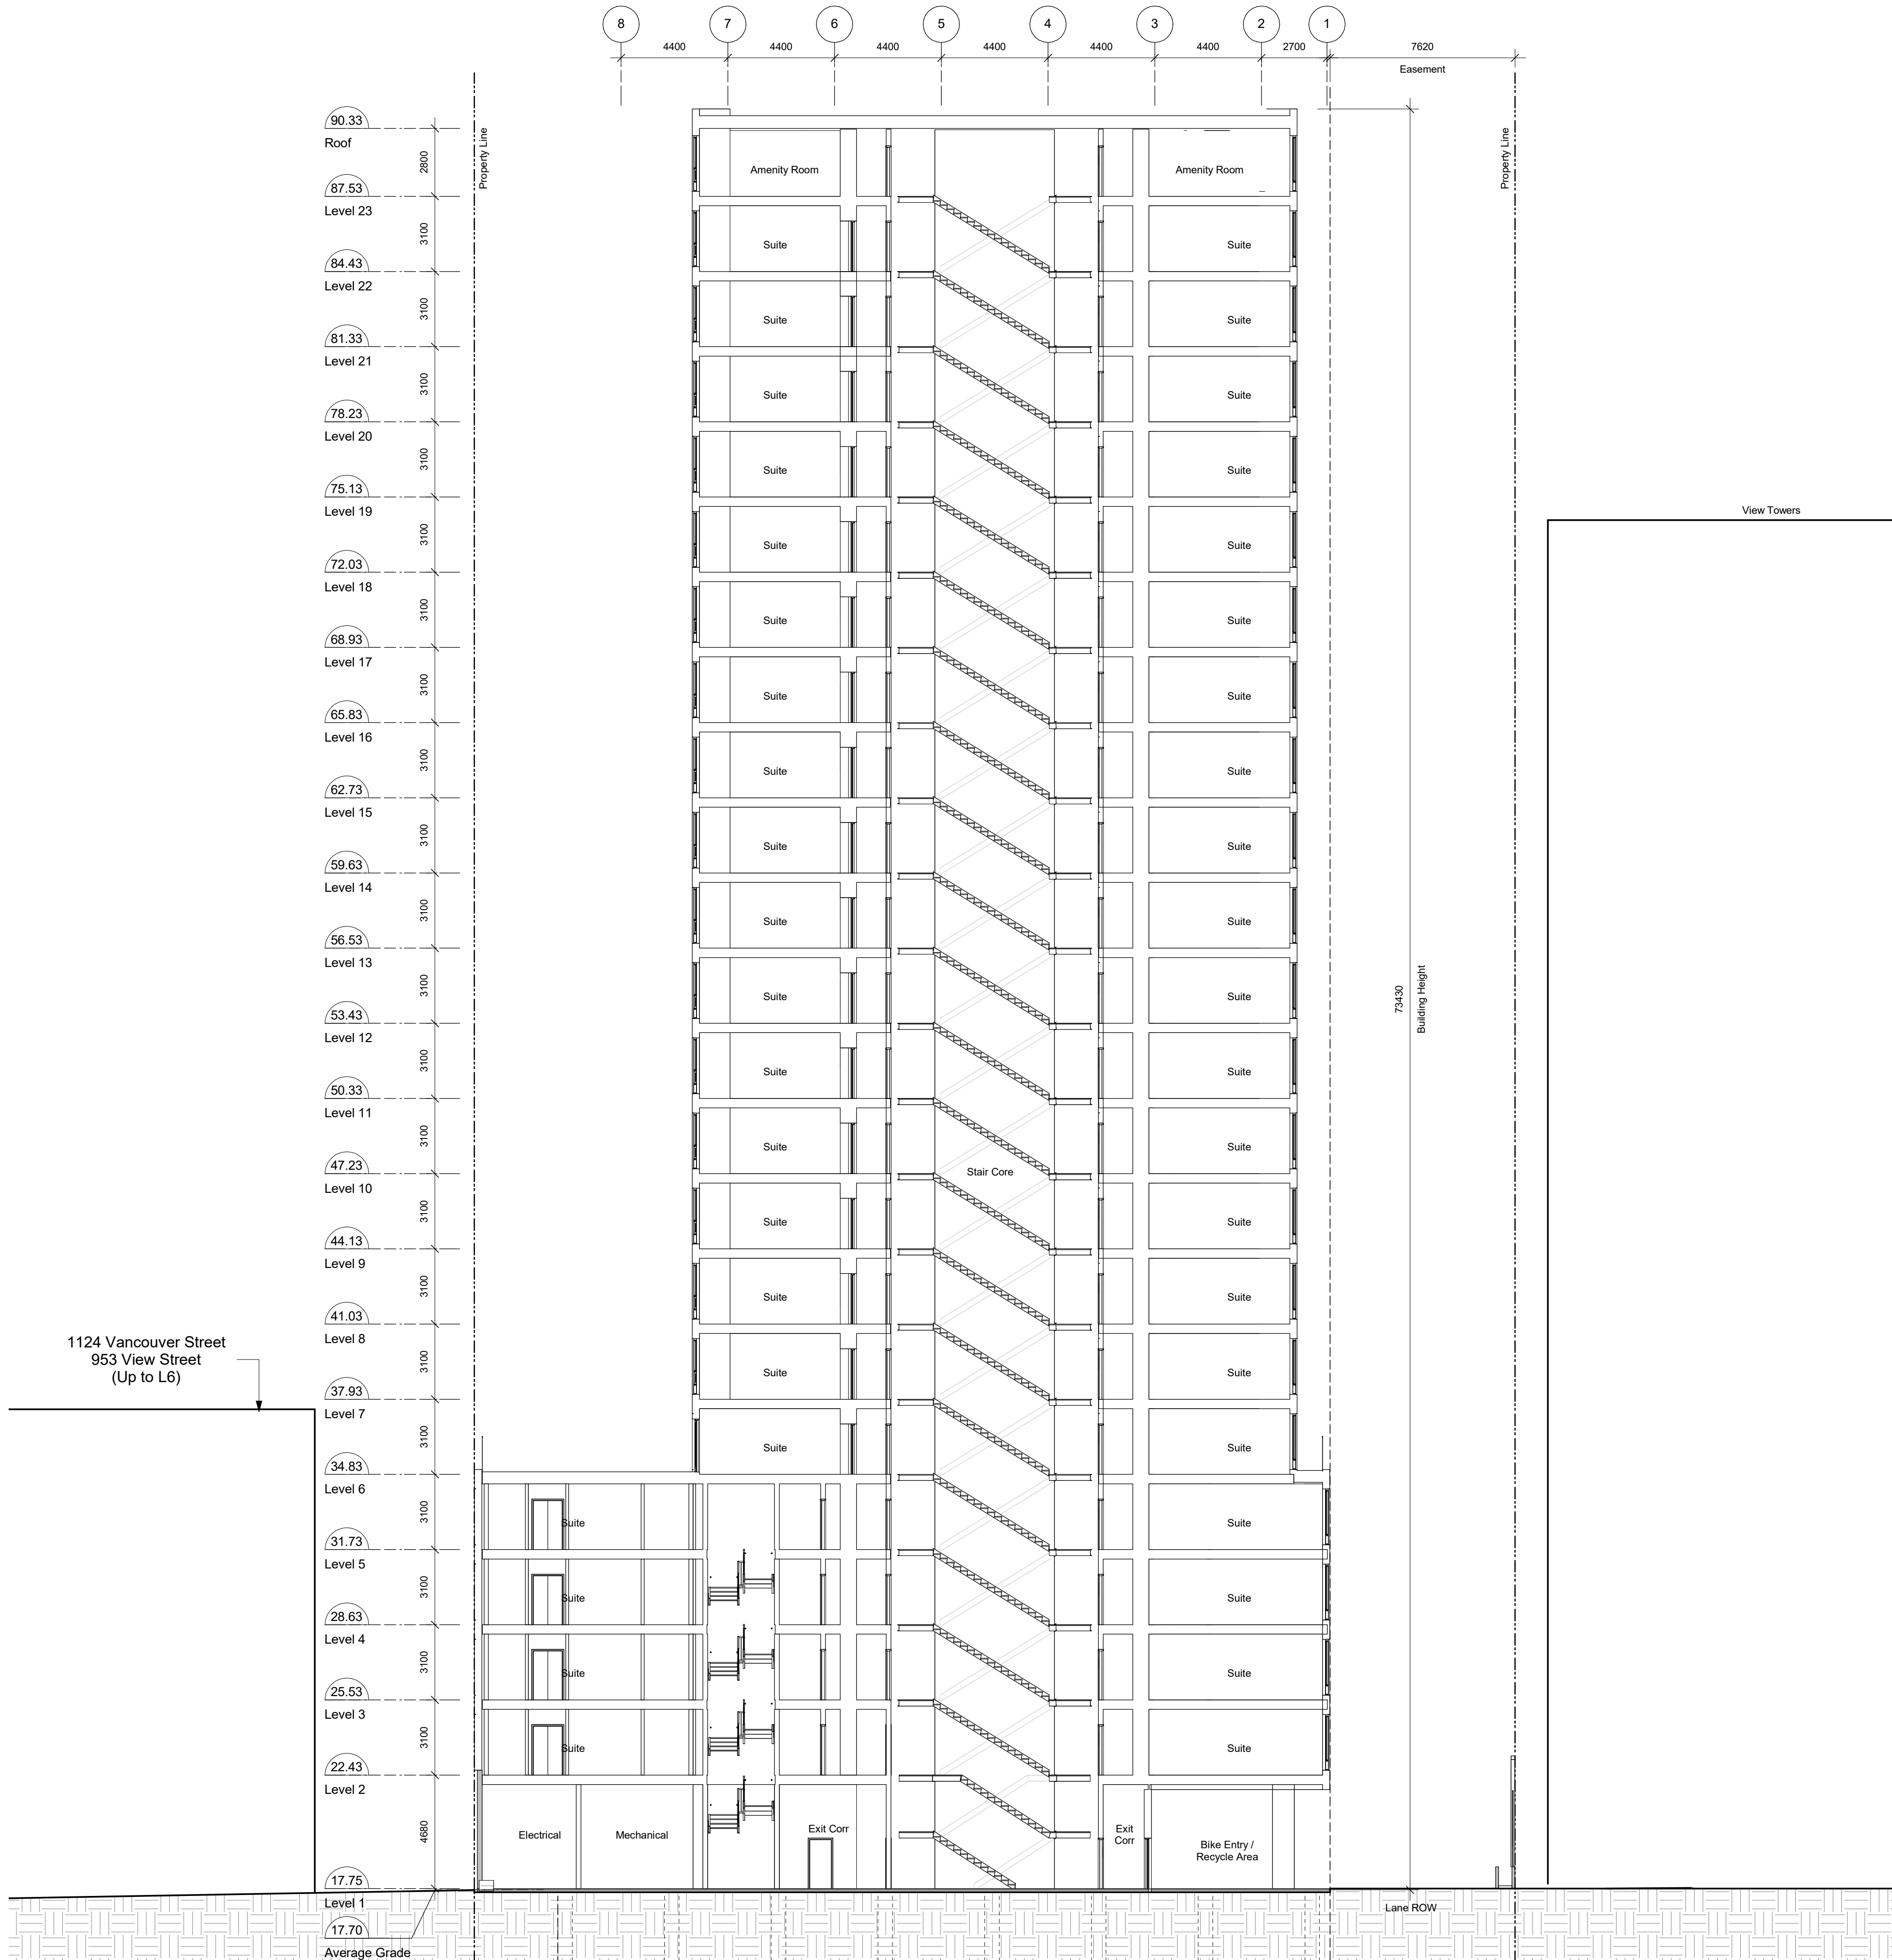 8 7 6 5 4 3 2 1
4400 4400 4400 4400 4400 4400 2700 7620
Easement
Property Line
Property Line
90.33
Roof
2800
Amenity Room Amenity Room
87.53
Level 23
3100
Suite Suite
84.43
Level 22
3100
Suite Suite
81.33
Level 21
3100
Suite Suite
78.23
Level 20
3100
Suite Suite
75.13
Level 19
View Towers
3100
Suite Suite
72.03
Level 18
3100
Suite Suite
68.93
Level 17
3100
Suite Suite
65.83
Level 16
3100
Suite Suite
62.73
Level 15
3100
Suite Suite
59.63
Level 14
3100
Suite Suite
56.53
Level 13
3100
Suite Suite
73430
Building Height
53.43
Level 12
3100
Suite Suite
50.33
Level 11
3100
Suite Suite
47.23
Stair Core
Level 10
3100
Suite Suite
44.13
Level 9
3100
Suite Suite
41.03
Level 8
1124 Vancouver Street
953 View Street
(Up to L6)
3100
Suite Suite
37.93
Level 7
3100
Suite Suite
34.83
Level 6
3100
Suite Suite
31.73
Level 5
3100
Suite Suite
28.63
Level 4
3100
Suite Suite
25.53
Level 3
3100
Suite Suite
22.43
Level 2
4680
Electrical Mechanical Exit Corr
Exit
Corr
Bike Entry /
Recycle Area
17.75
Level 1
Lane ROW
17.70
Average Grade